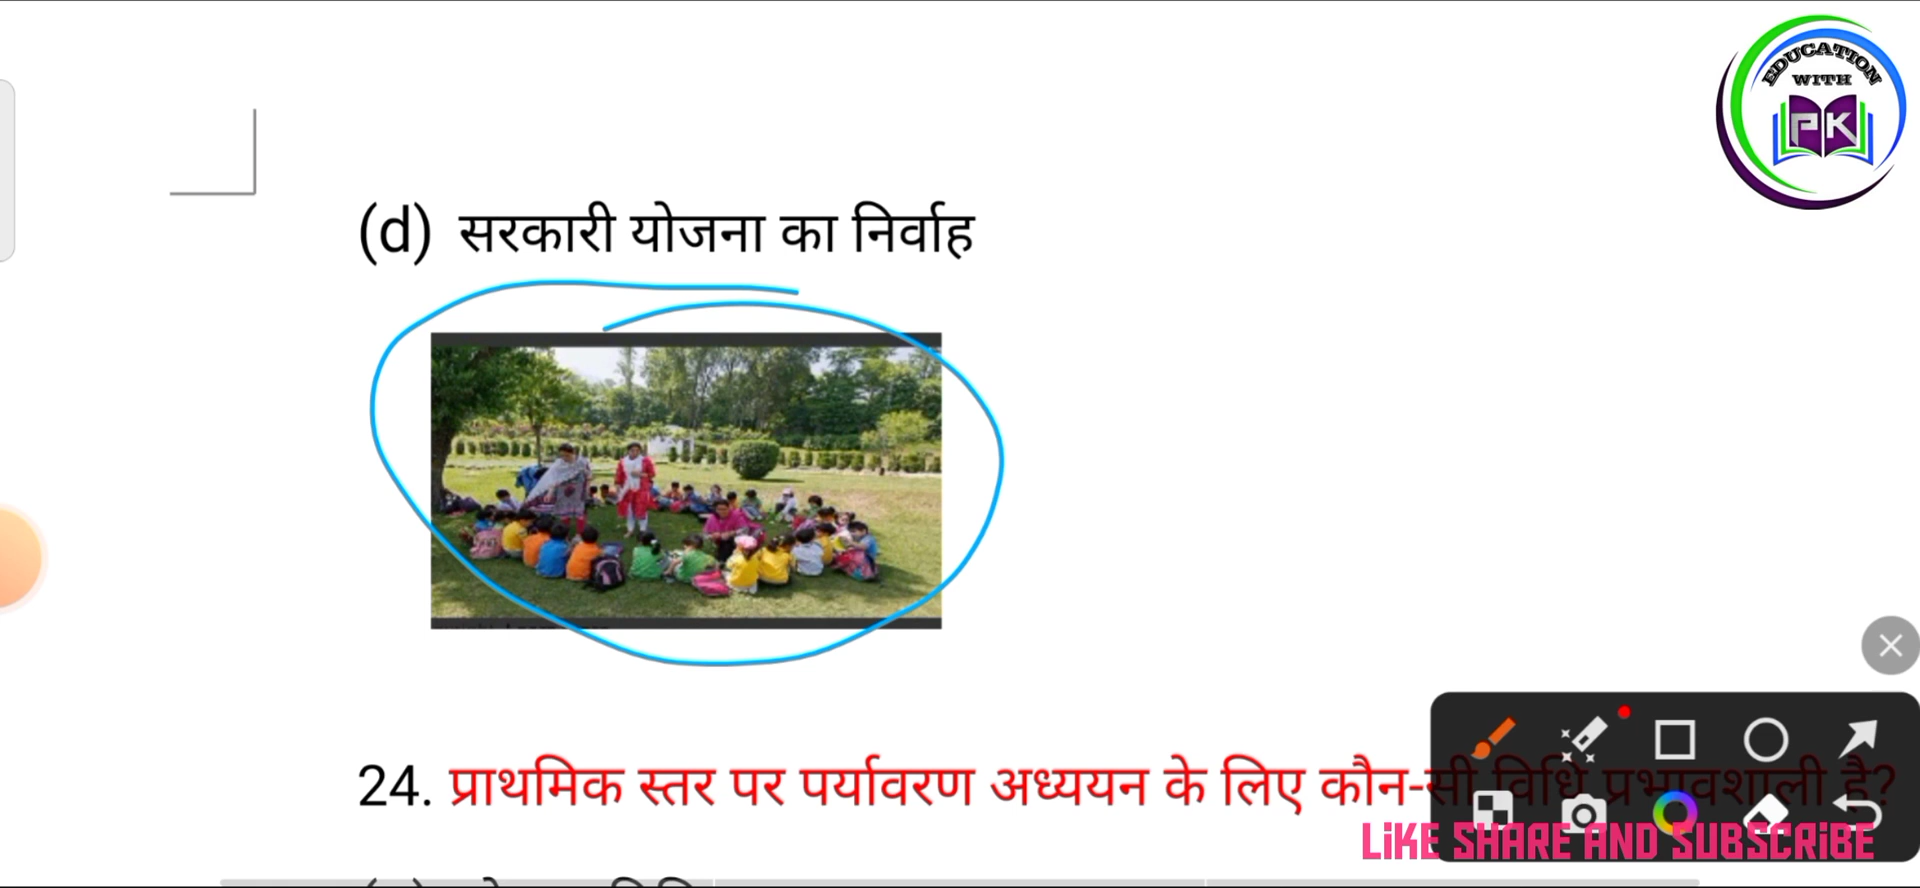 EDUCATION
WITH
PK
(d) सरकारी योजना का निर्वाह
24. प्राथमिक स्तर पर पर्यावरण अध्ययन के लिए कौन-सी विधि प्रभावशाली है?
LIKE SHARE AND SUBSCRIBE